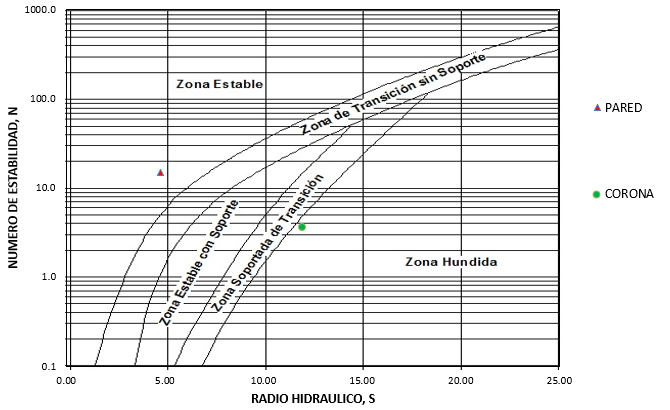 1000.0
100.0
10.0
1.0
0.1
NUMERO DE ESTABILIDAD, N
Zona Estable
Zona de Transición sin Soporte
Zona Estable con Soporte
Zona Soportada de Transición
Zona Hundida
0.00 5.00 10.00 15.00 20.00 25.00
RADIO HIDRAULICO, S
PARED
CORONA